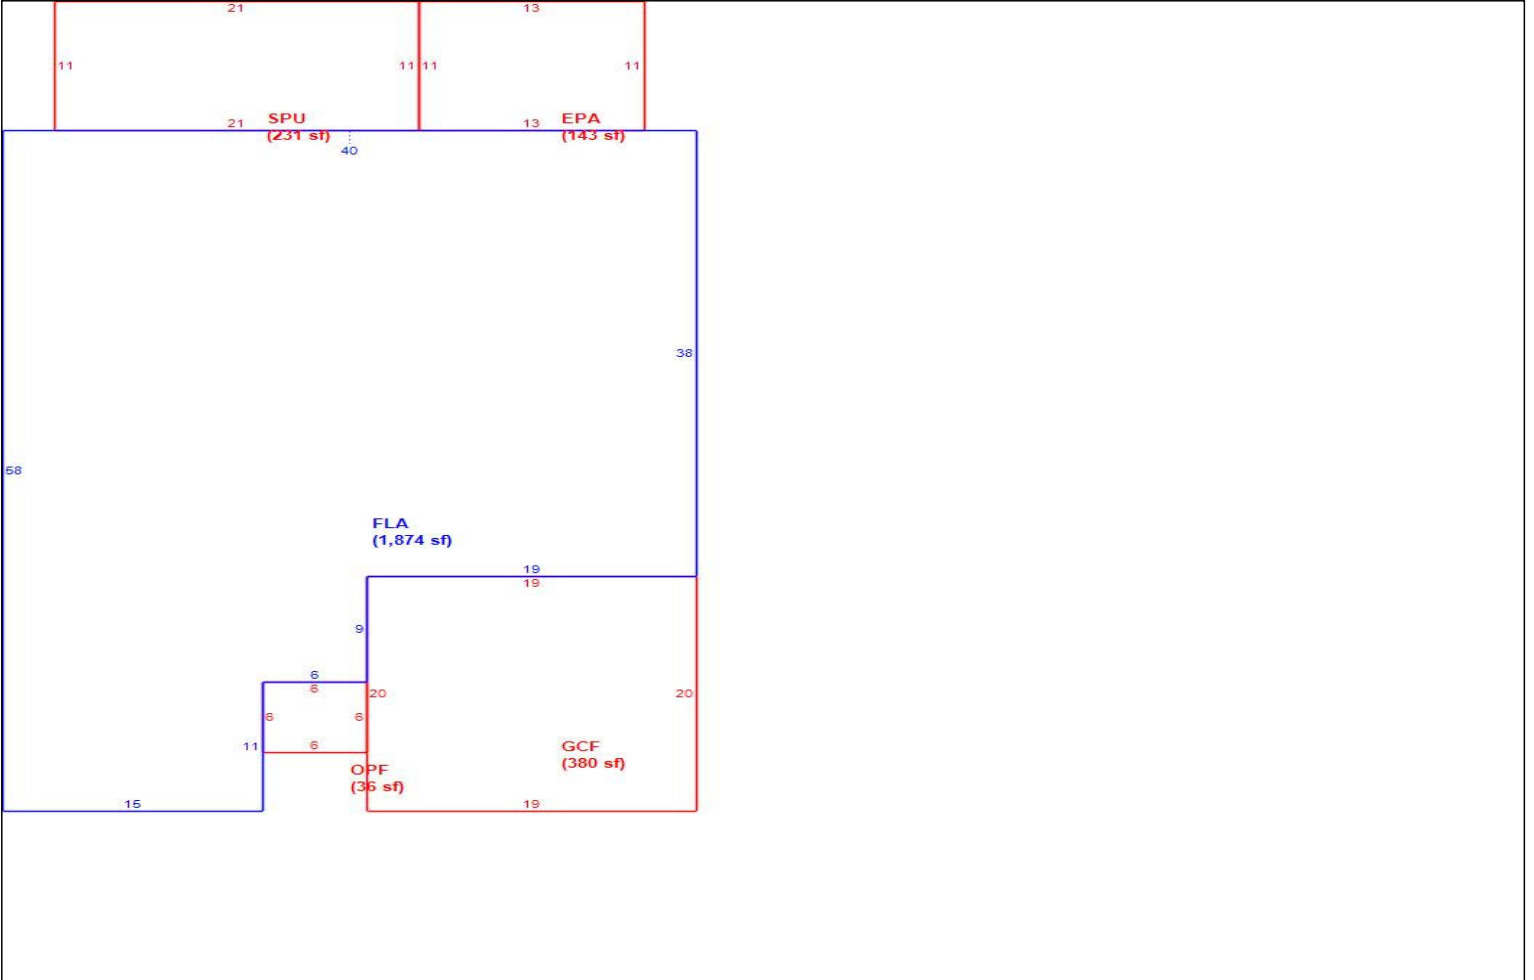 21 13
11 11 11 11
21 SPU 13 EPA
(231 sf) (143 sf)
40
38
58
FLA
(1,874 sf)
19
19
9
6
6
20 20
6 6
11 6 GCF
(380 sf)
OPF
(36 sf)
15 19